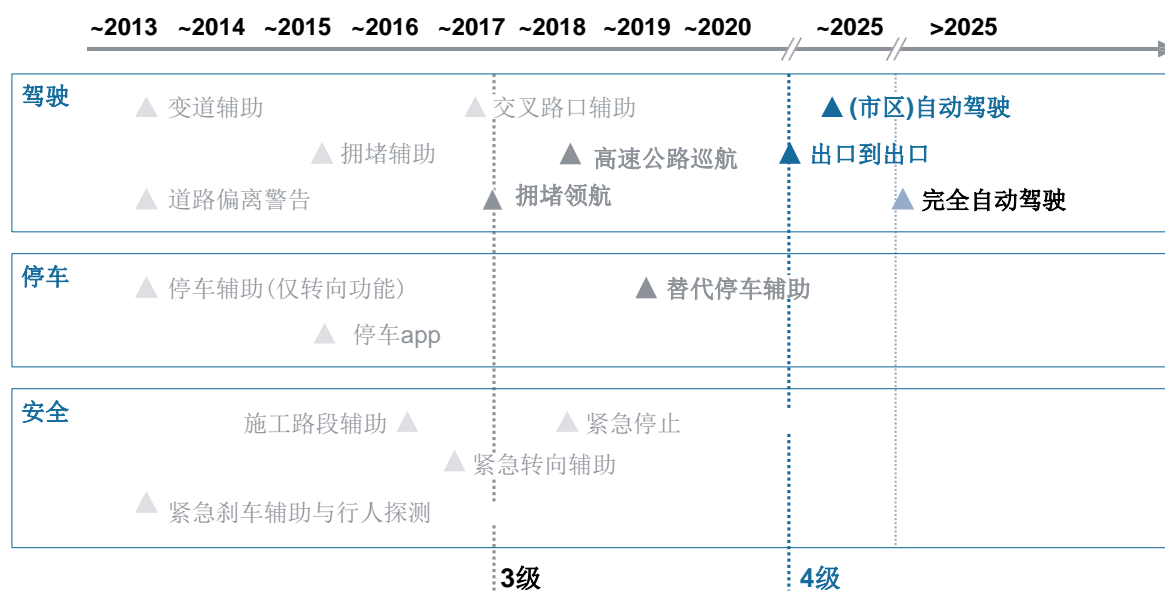 ~2013 ~2014 ~2015 ~2016 ~2017 ~2018 ~2019 ~2020 ~2025 >2025
驾驶
变道辅助
交叉路口辅助
(市区)自动驾驶
拥堵辅助
高速公路巡航
出口到出口
道路偏离警告
拥堵领航
完全自动驾驶
停车
停车辅助(仅转向功能)
替代停车辅助
停车app
安全
施工路段辅助
紧急停止
紧急转向辅助
紧急刹车辅助与行人探测
3级
4级